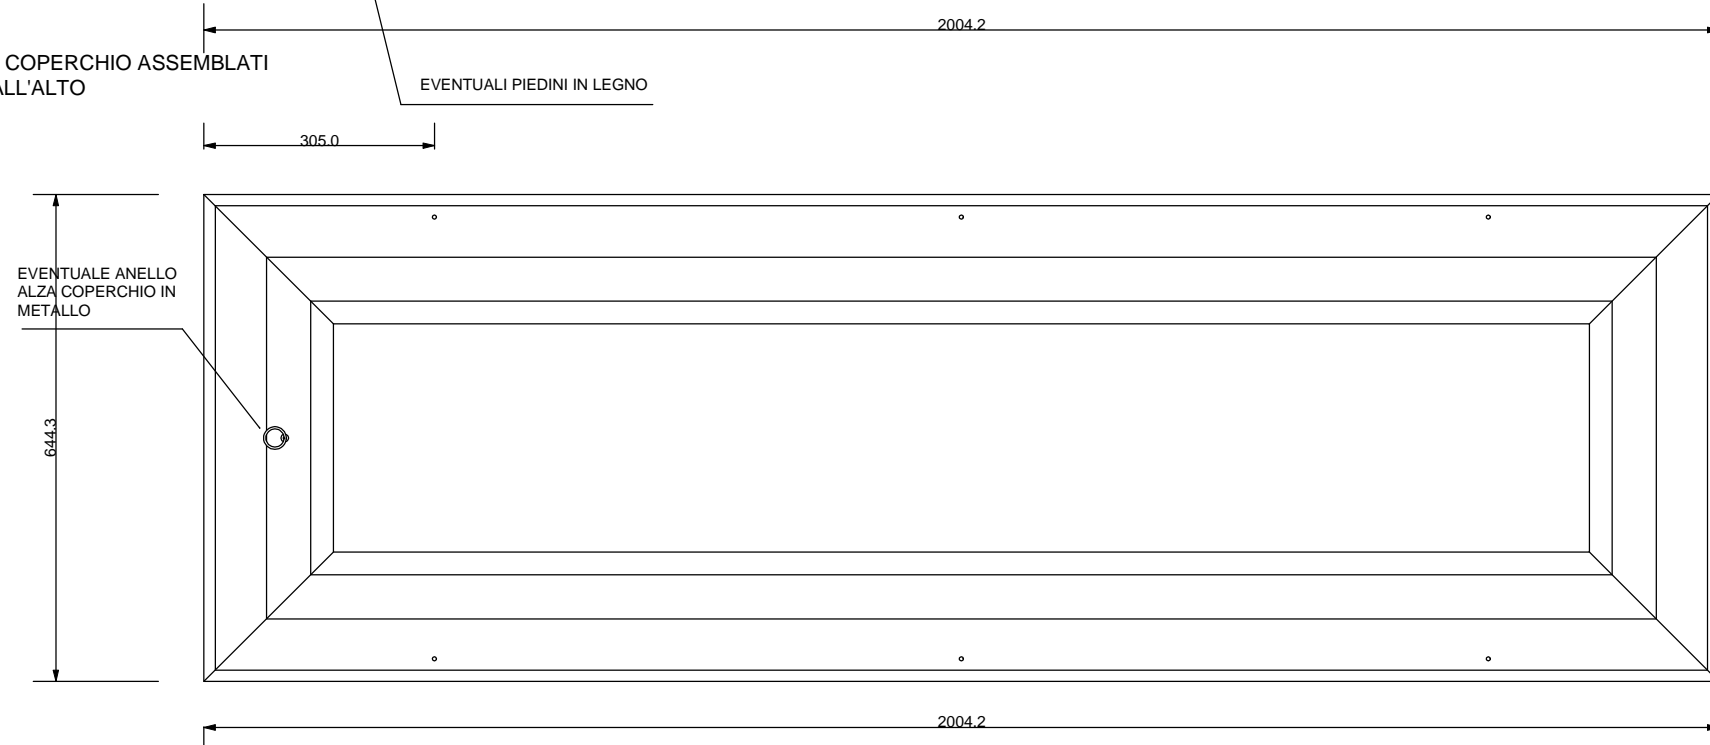 2004.2
COPERCHIO ASSEMBLATI
ALL'ALTO
EVENTUALI PIEDINI IN LEGNO
305.0
EVENTUALE ANELLO
ALZA COPERCHIO IN
METALLO
644.3
2004.2